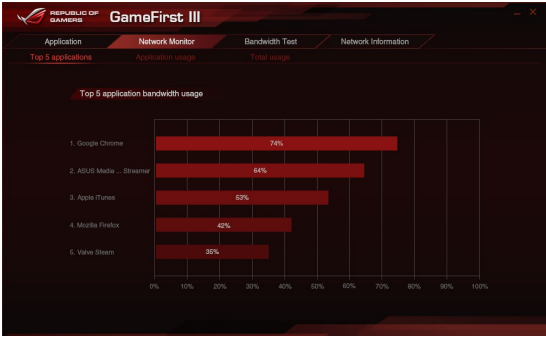 REPUBLIC OF
GAMERS
GameFirst III
Application Network Monitor Bandwidth Test Network Information
Top 5 applications Application usage Total usage
Top 5 application bandwidth usage
1. Google Chrome 74%
2. ASUS Media ... Streamer 64%
3. Apple iTunes 53%
4. Mozilla Firefox 42%
5. Valve Steam 35%
0% 10% 20% 30% 40% 50% 60% 70% 80% 90% 100%